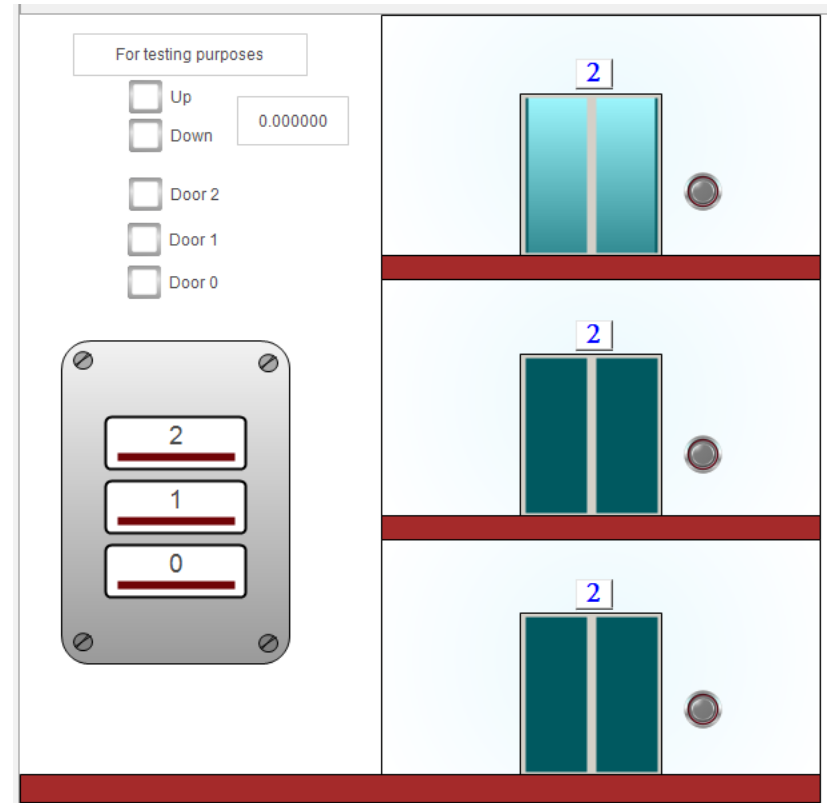 For testing purposes
Up
Down
0.000000
Door 2
Door 1
Door 0
2
1
0
2
2
2